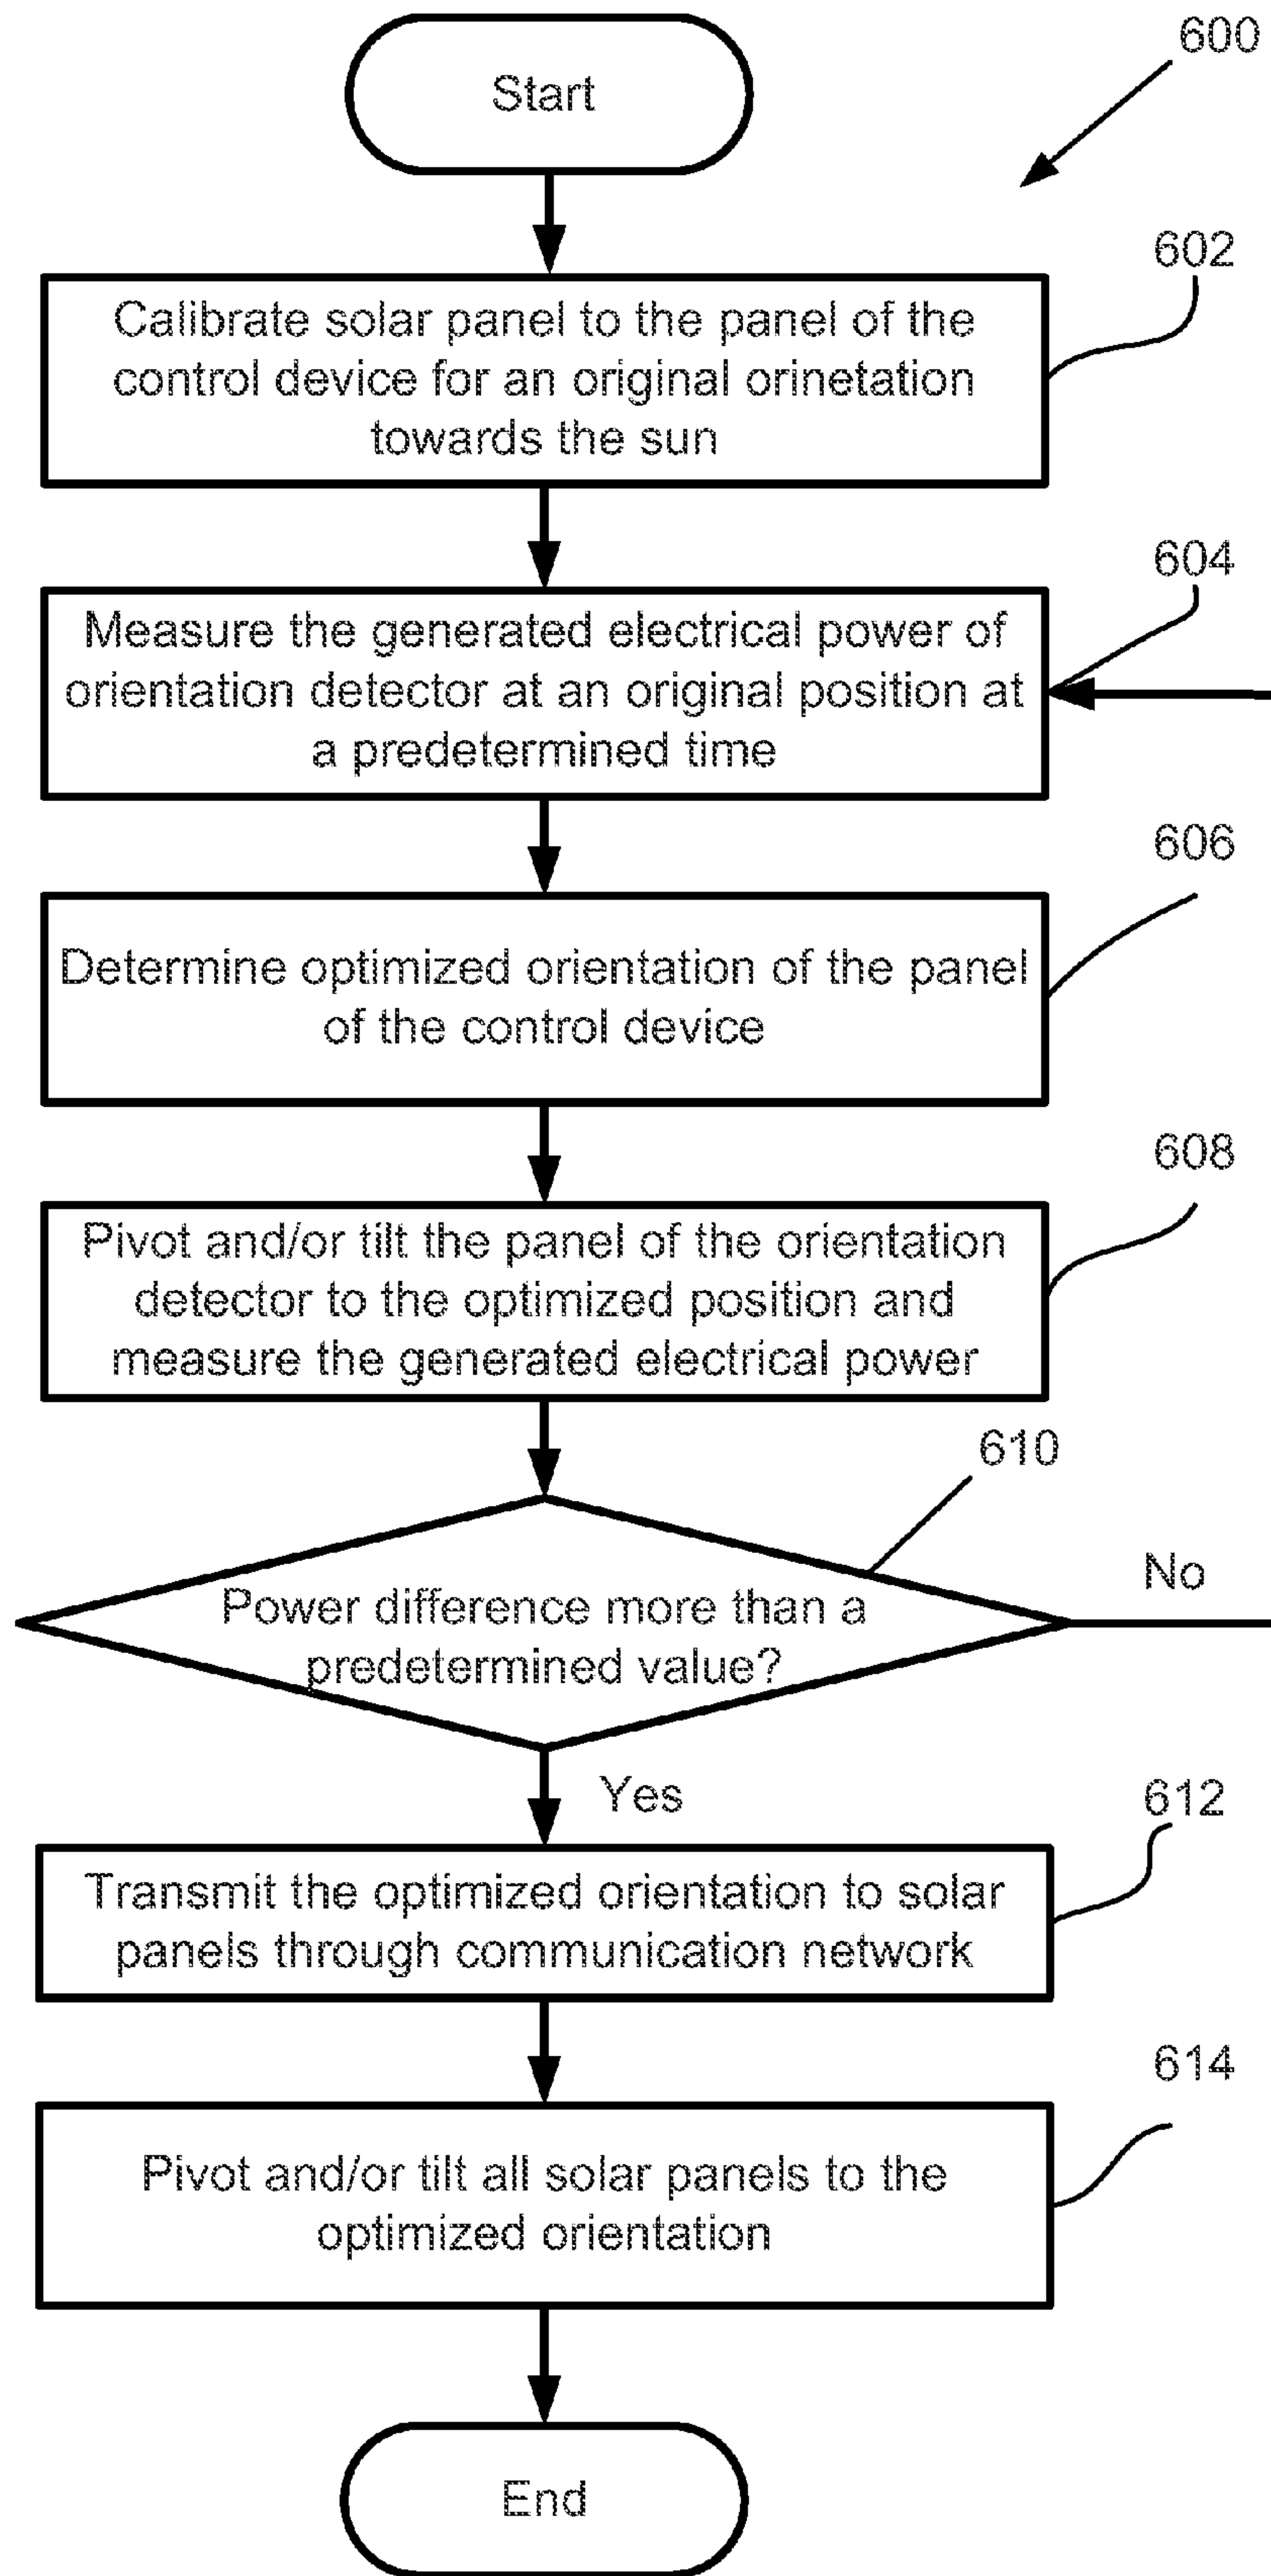 Start
600
602
Calibrate solar panel to the panel of the
control device for an original orinetation
towards the sun
604
Measure the generated electrical power of
orientation detector at an original position at
a predetermined time
606
Determine optimized orientation of the panel
of the control device
608
Pivot and/or tilt the panel of the orientation
detector to the optimized position and
measure the generated electrical power
610
No
Power difference more than a
predetermined value?
Yes
612
Transmit the optimized orientation to solar
panels through communication network
614
Pivot and/or tilt all solar panels to the
optimized orientation
End